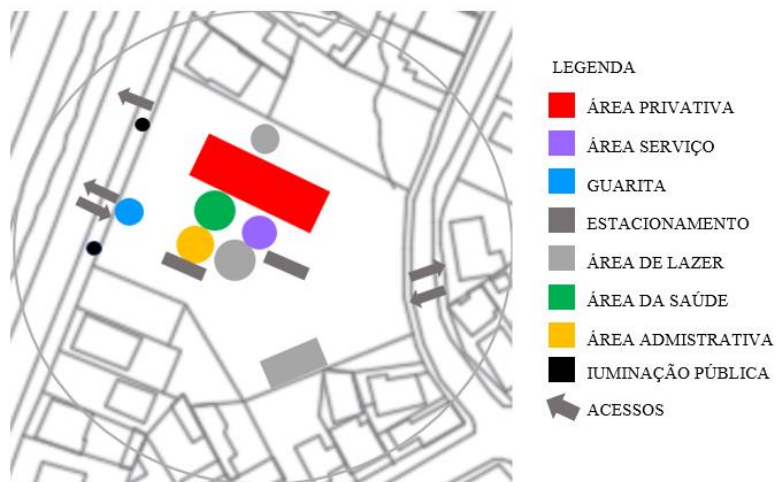 LEGENDA
ÁREA PRIVATIVA
ÁREA SERVIÇO
GUARITA
ESTACIONAMENTO
ÁREA DE LAZER
ÁREA DA SAÚDE
ÁREA ADMISTRATIVA
IUMINAÇÃO PÚBLICA
ACESSOS